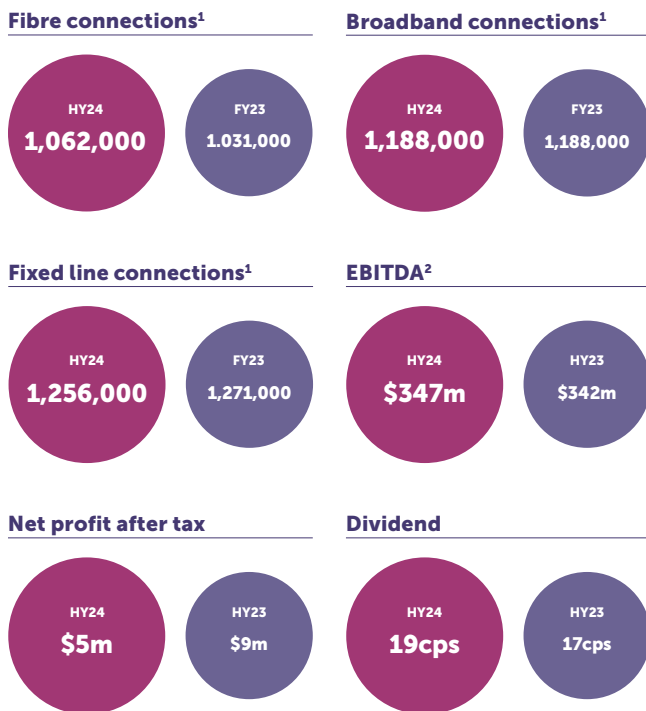 Fibre connections¹
HY24
1,062,000
FY23
1.031,000
Broadband connections¹
HY24
1,188,000
FY23
1,188,000
Fixed line connections¹
HY24
1,256,000
FY23
1,271,000
EBITDA²
HY24
$347m
HY23
$342m
Net profit after tax
HY24
$5m
HY23
$9m
Dividend
HY24
19cps
HY23
17cps